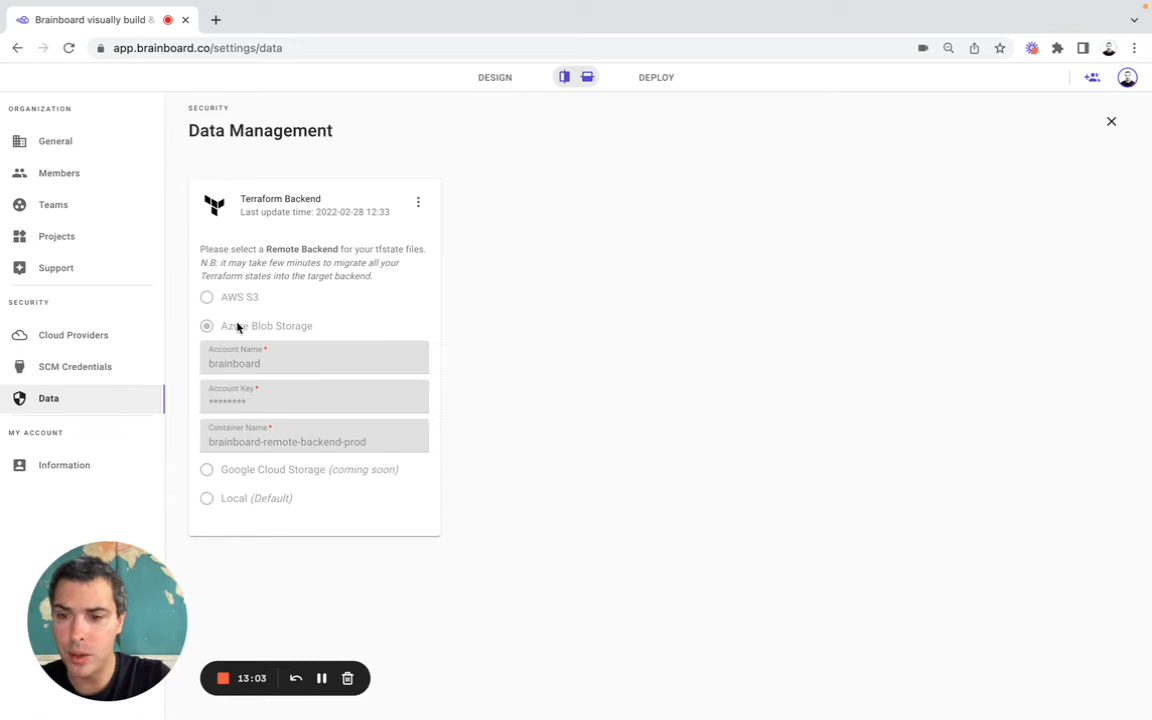 Brainboard visually build &
app.brainboard.co/settings/data
DESIGN
DEPLOY
ORGANIZATION
General
Members
Teams
Projects
Support
SECURITY
Cloud Providers
SCM Credentials
Data
MY ACCOUNT
Information
SECURITY
Data Management
Terraform Backend
Last update time: 2022-02-28 12:33
Please select a Remote Backend for your tfstate files.
N.B: it may take few minutes to migrate all your
Terraform states into the target backend.
AWS S3
Azure Blob Storage
Account Name *
brainboard
Account Key *
********
Container Name *
brainboard-remote-backend-prod
Google Cloud Storage (coming soon)
Local (Default)
13:03